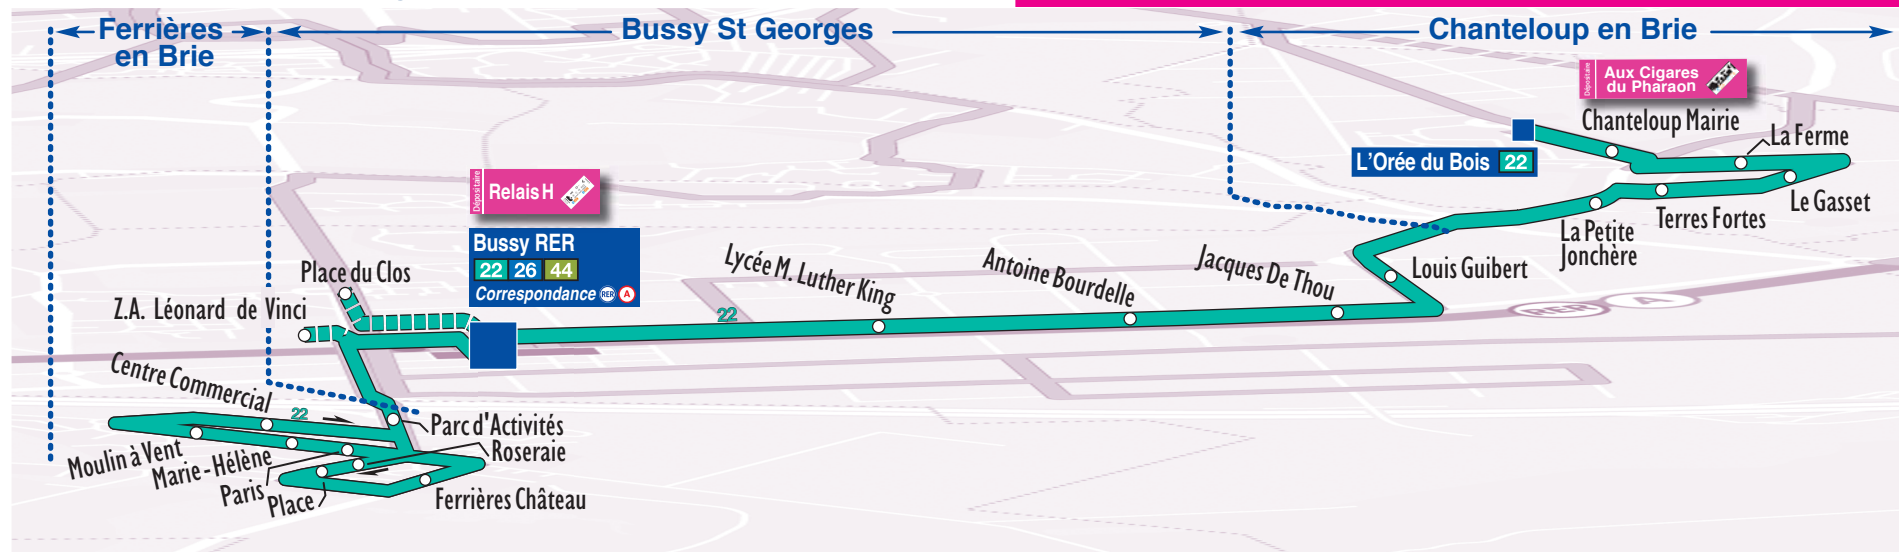 Ferrières
en Brie
Bussy St Georges
Chanteloup en Brie
Dépositaire
Aux Cigares
du Pharaon
Chanteloup Mairie
La Ferme
L'Orée du Bois 22
Le Gasset
Terres Fortes
La Petite
Jonchère
Louis Guibert
Jacques De Thou
Antoine Bourdelle
Lycée M. Luther King
22
Dépositaire
Relais H
Bussy RER
22 26 44
Correspondance RER A
RER A
Place du Clos
Z.A. Léonard de Vinci
Centre Commercial
22
Parc d'Activités
Roseraie
Moulin à Vent
Marie-Hélène
Paris
Place
Ferrières Château